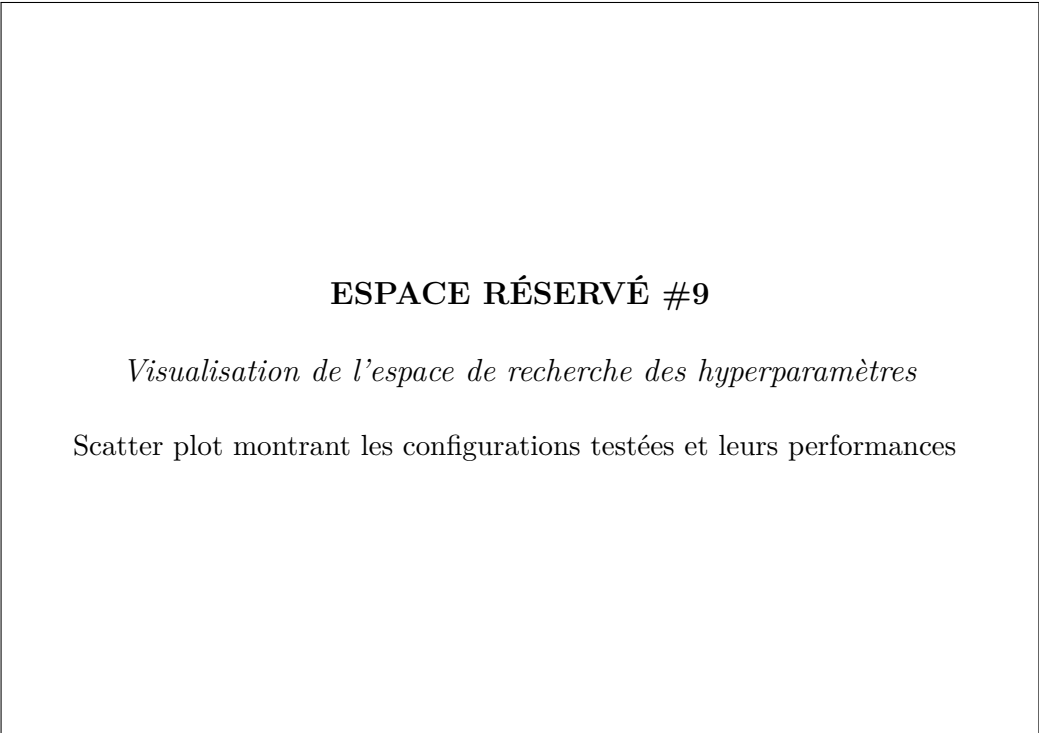 ESPACE RÉSERVÉ #9
Visualisation de l'espace de recherche des hyperparamètres
Scatter plot montrant les configurations testées et leurs performances